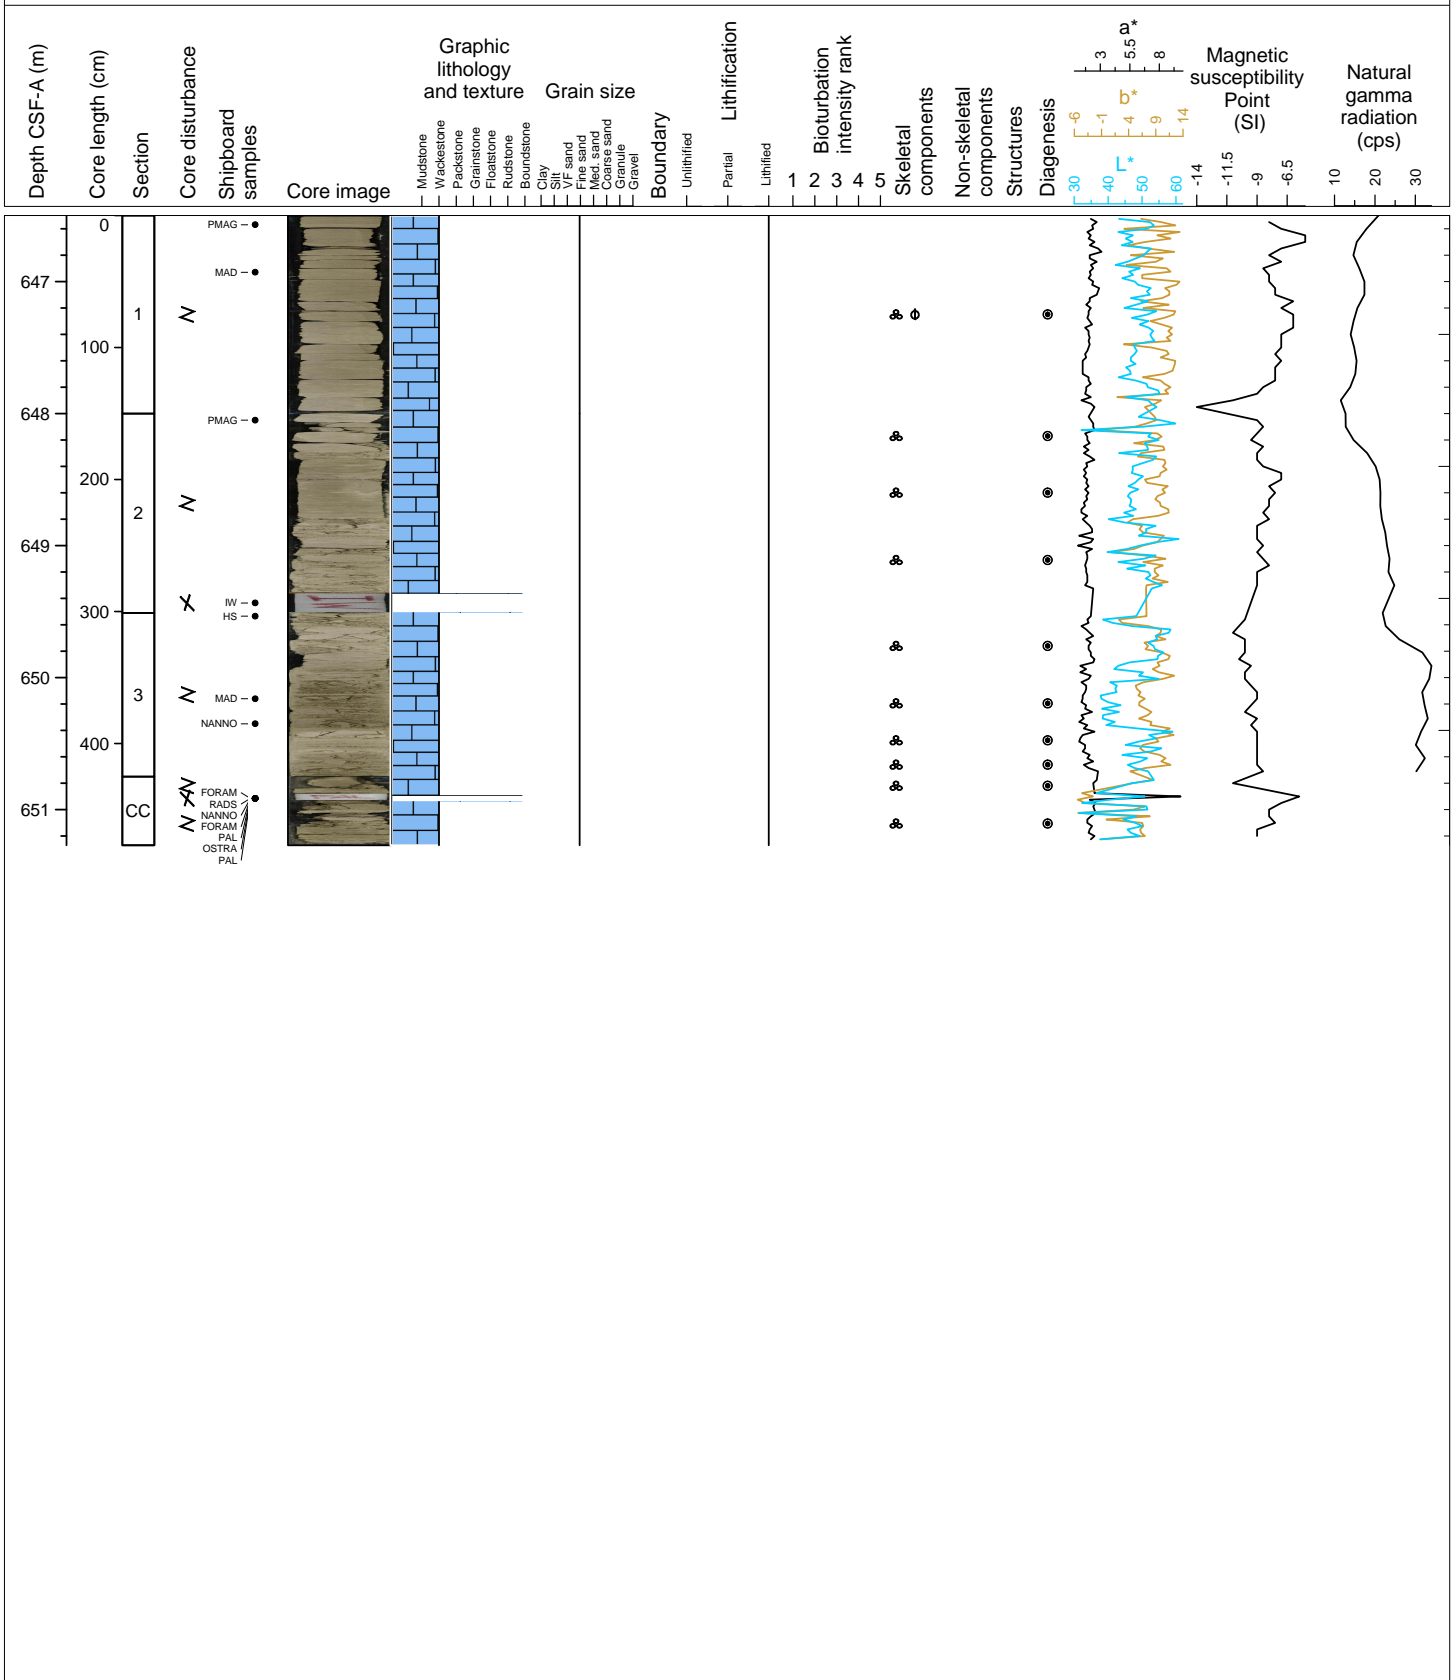 Depth CSF-A (m)
Core length (cm)
Section
Core disturbance
Shipboard
samples
Core image
Graphic
lithology
and texture
Mudstone
Wackestone
Packstone
Grainstone
Floatstone
Rudstone
Boundstone
Grain size
Clay
Silt
VF sand
Fine sand
Med. sand
Coarse sand
Granule
Gravel
Boundary
Lithification
Unlithified
Partial
Lithified
Bioturbation
intensity rank
1 2 3 4 5
Skeletal
components
Non-skeletal
components
Structures
Diagenesis
a*
3 5.5 8
b*
-6 -1 4 9 14
L*
30 40 50 60
Magnetic
susceptibility
Point
(SI)
-14 -11.5 -9 -6.5
Natural
gamma
radiation
(cps)
10 20 30
0
PMAG
MAD
647
1
100
648
PMAG
200
2
649
IW
300
HS
650
3
MAD
NANNO
400
FORAM
RADS
651
CC
NANNO
FORAM
PAL
OSTRA
PAL